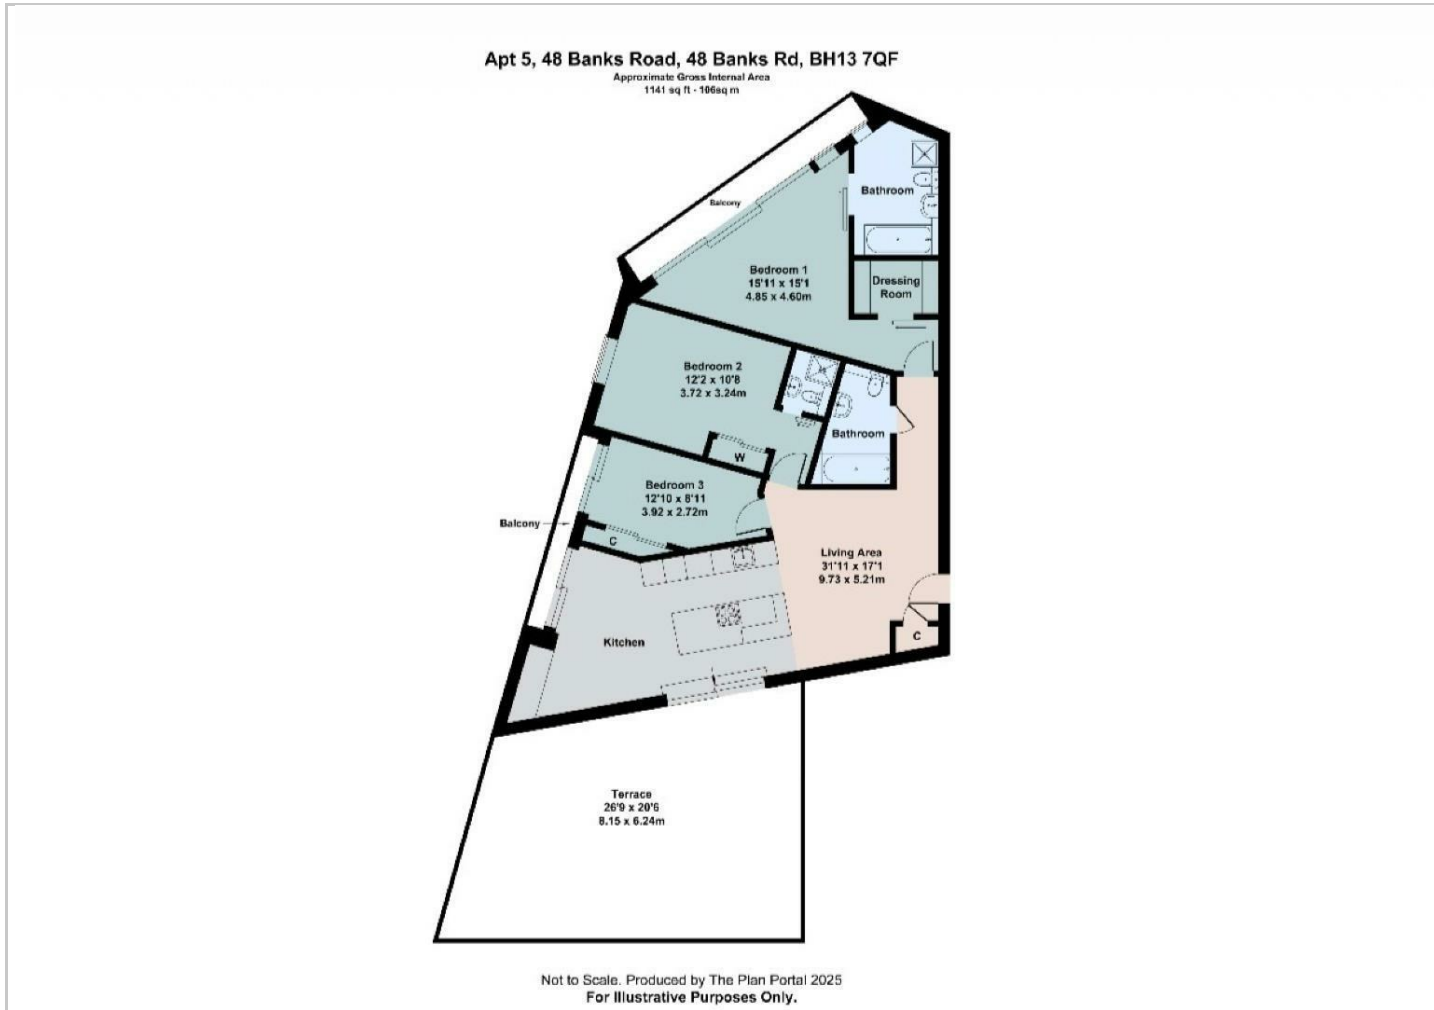 Apt 5, 48 Banks Road, 48 Banks Rd, BH13 7QF
Approximate Gross Internal Area
1141 sq ft - 106sq m
Bathroom
Balcony
Bedroom 1
15'11 x 15'1
4.85 x 4.60m
Dressing
Room
Bedroom 2
12'2 x 10'8
3.72 x 3.24m
Bathroom
W
Bedroom 3
12'10 x 8'11
3.92 x 2.72m
Balcony
C
Living Area
31'11 x 17'1
9.73 x 5.21m
Kitchen
C
Terrace
26'9 x 20'6
8.15 x 6.24m
Not to Scale. Produced by The Plan Portal 2025
For Illustrative Purposes Only.